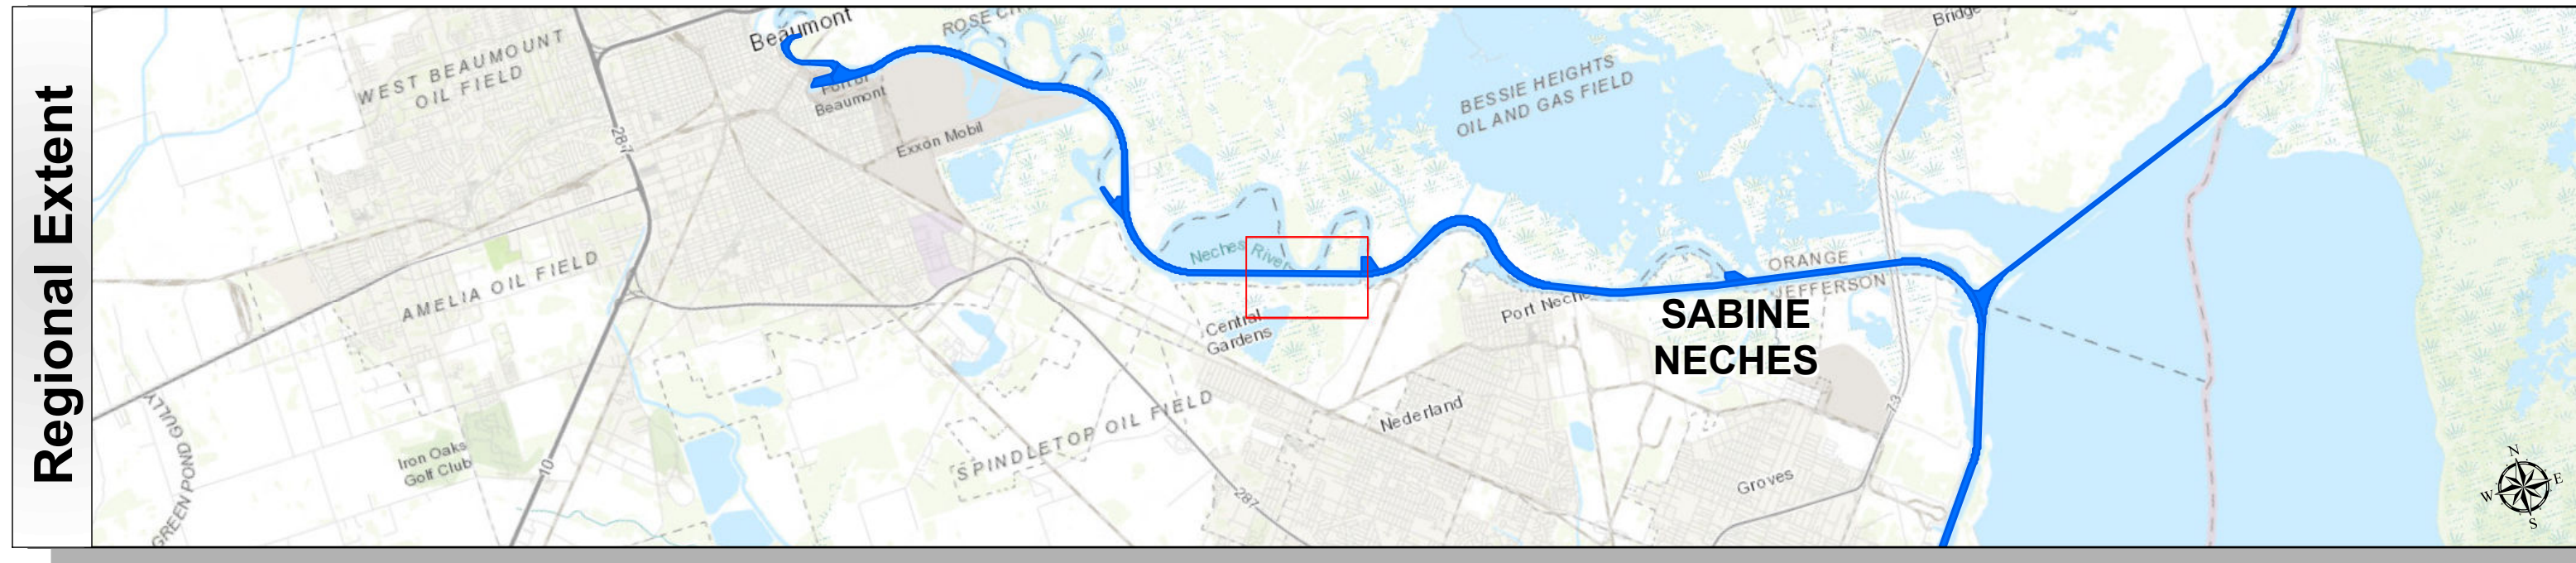 Regional Extent
Beaumont
ROSE CI
Bridge
WEST BEAUMOUNT
OIL FIELD
Port of
Beaumont
Exxon Mobil
287
BESSIE HEIGHTS
OIL AND GAS FIELD
Neches River
ORANGE
JEFFERSON
AMELIA OIL FIELD
Central
Gardens
Port Neche
SABINE
NECHES
GREEN POND GULLY
Iron Oaks
Golf Club
10
SPINDLETOP OIL FIELD
287
Nederland
73
Groves
N
W
E
S